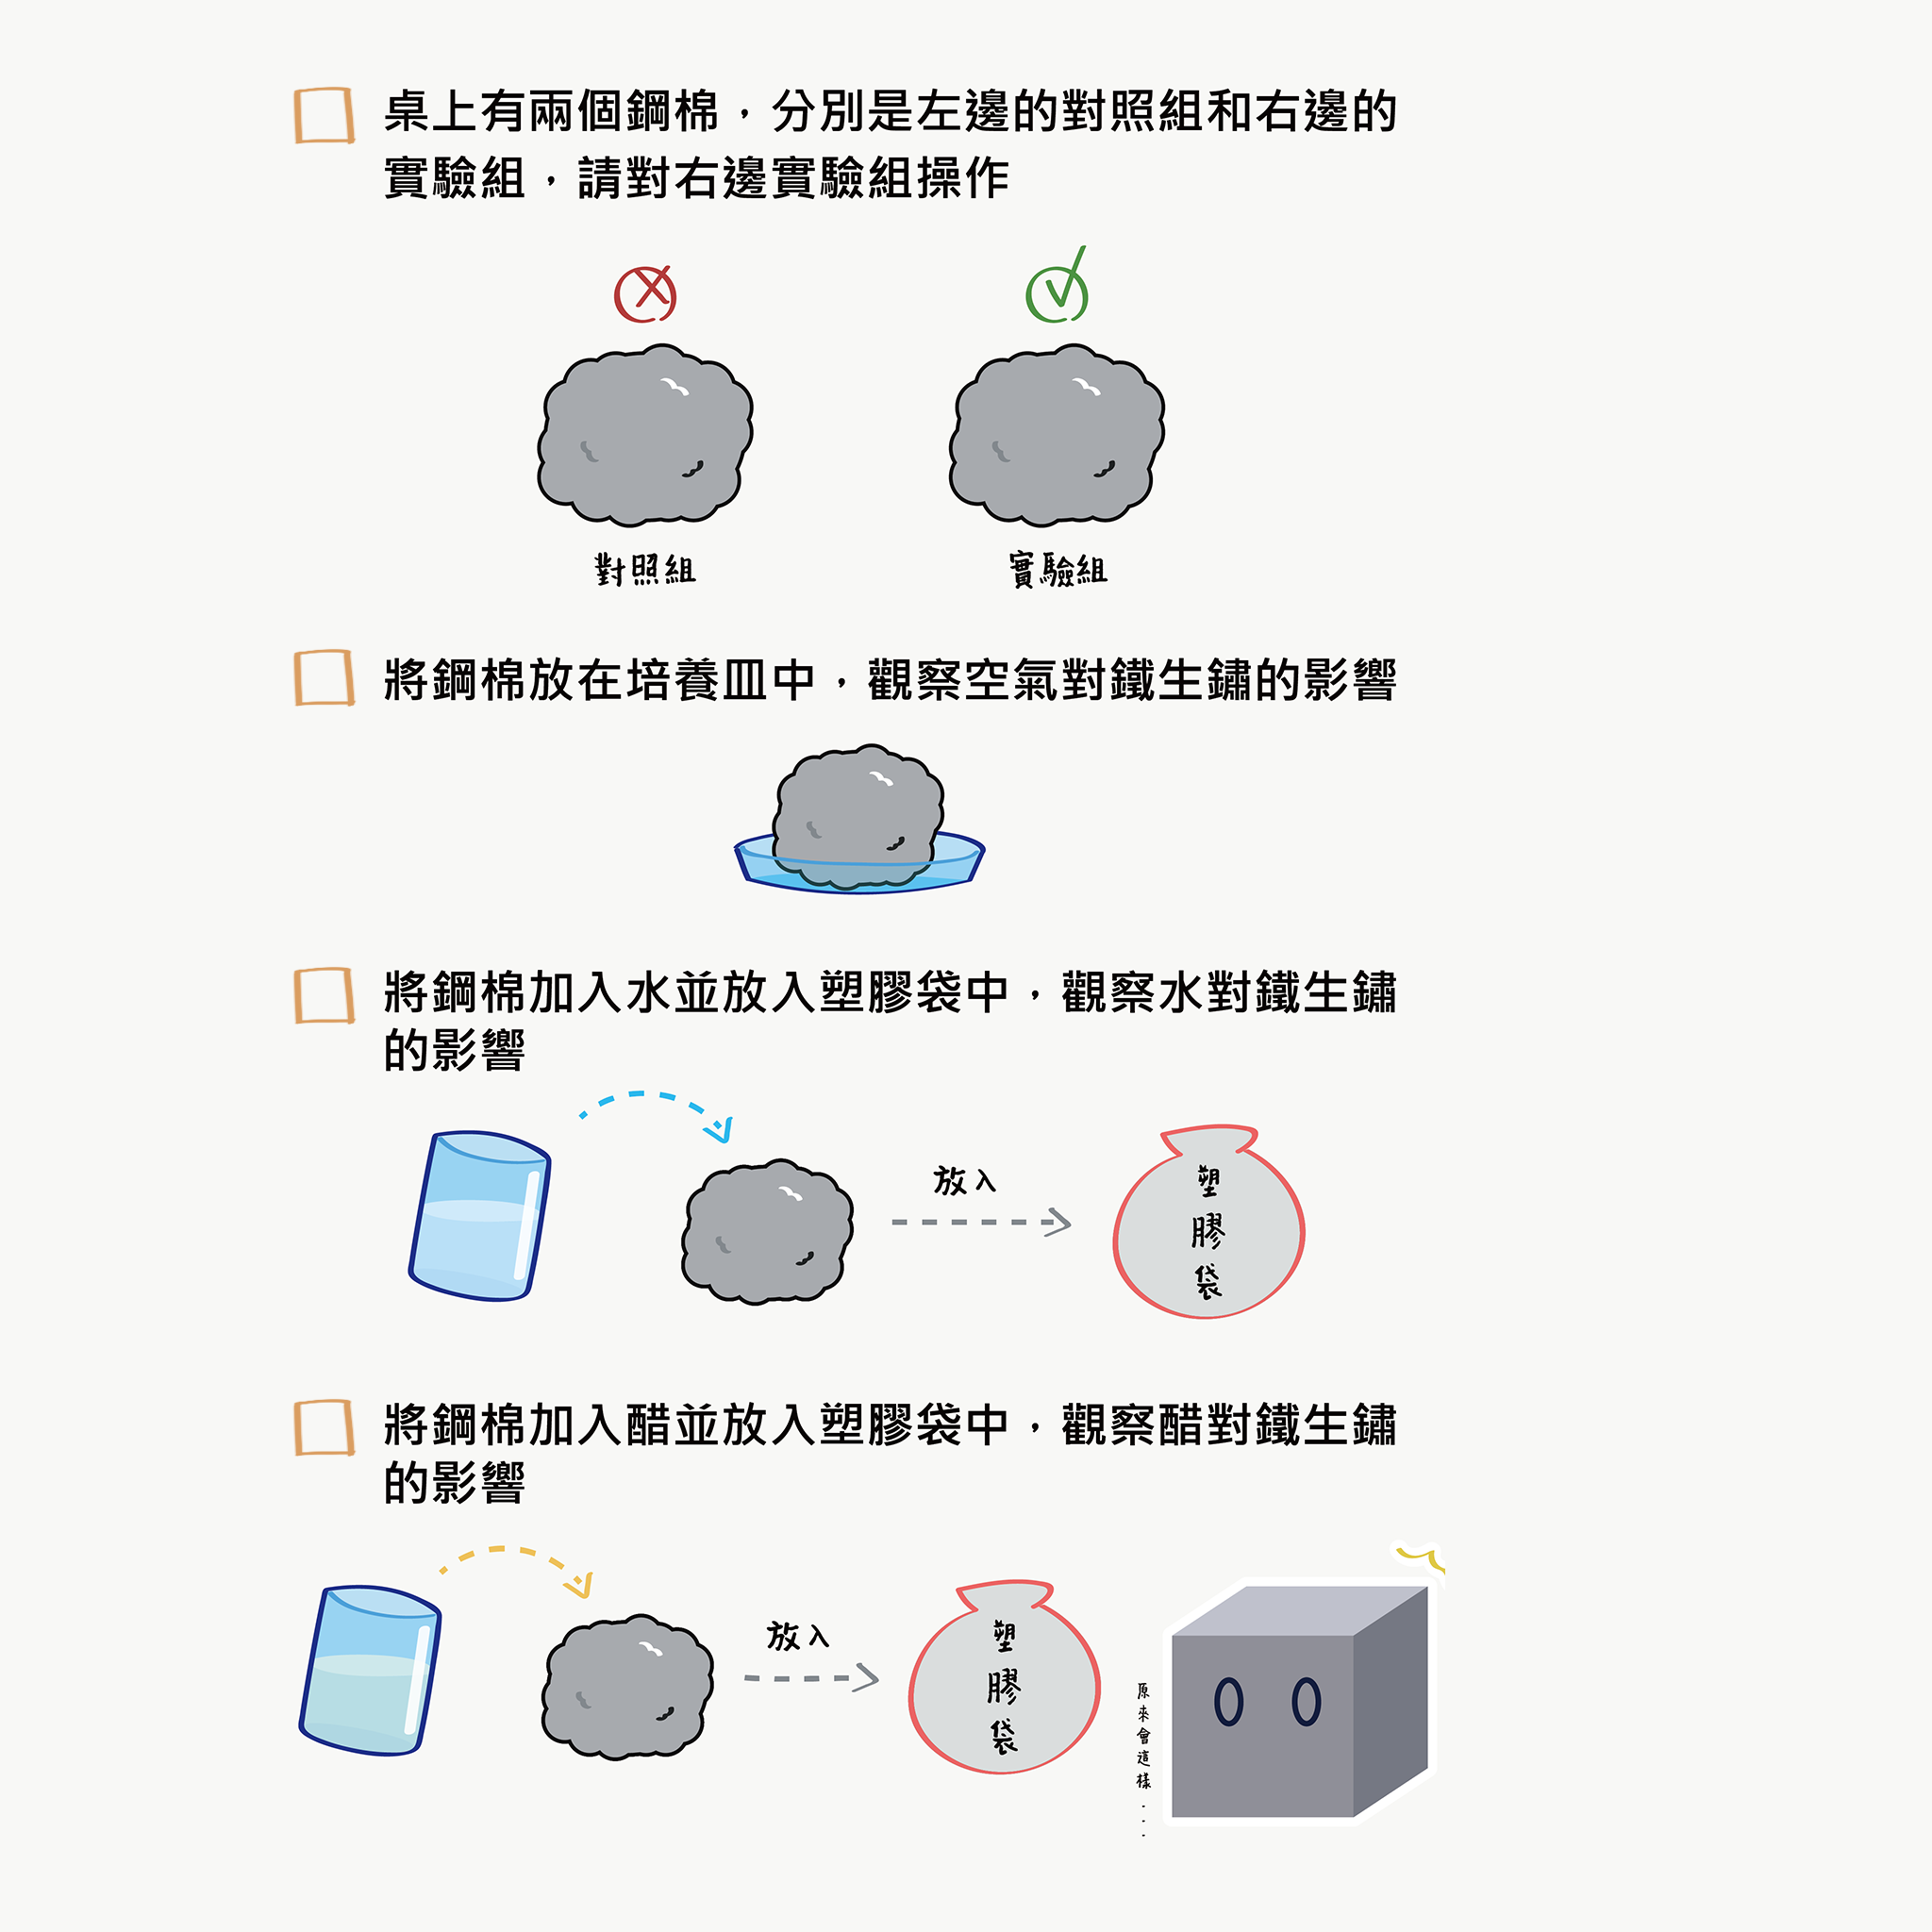 桌上有兩個鋼棉，分別是左邊的對照組和右邊的
實驗組，請對右邊實驗組操作
對照組
實驗組
將鋼棉放在培養皿中，觀察空氣對鐵生鏽的影響
將鋼棉加入水並放入塑膠袋中，觀察水對鐵生鏽
的影響
放入
塑膠袋
將鋼棉加入醋並放入塑膠袋中，觀察醋對鐵生鏽
的影響
放入
塑膠袋
原來會這樣...